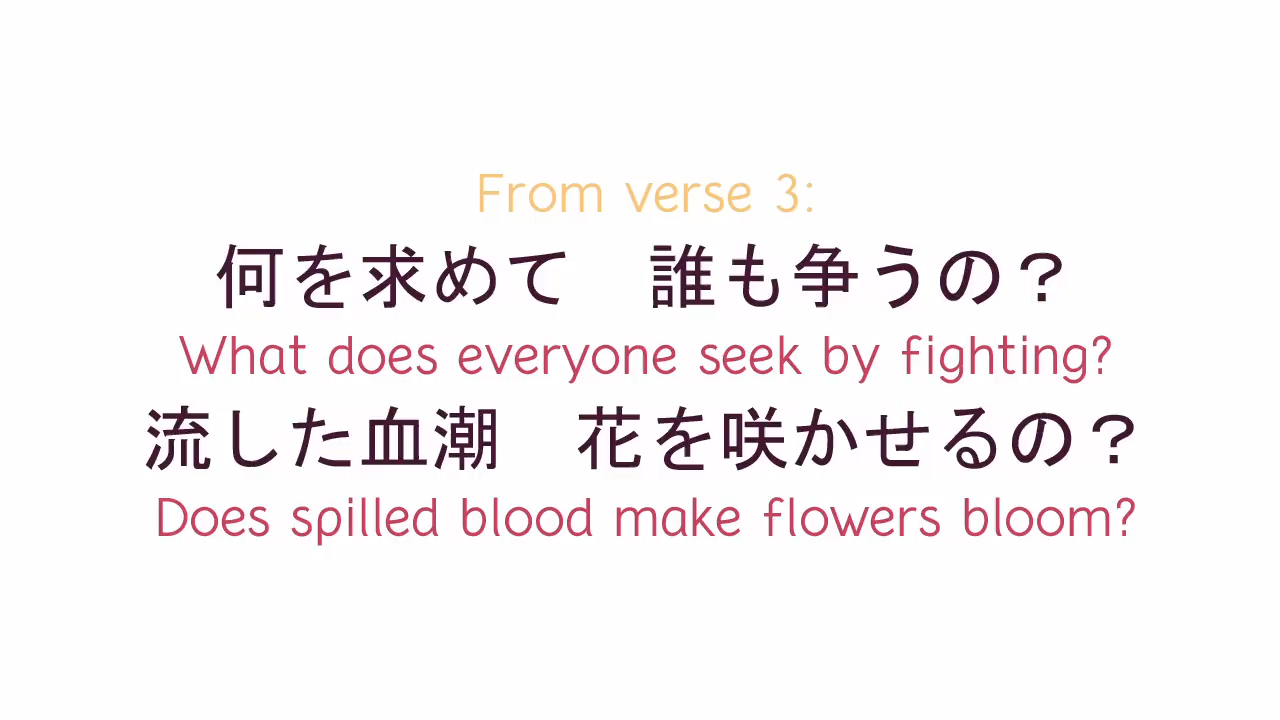 From verse 3:
何を求めて　誰も争うの？
What does everyone seek by fighting?
流した血潮　花を咲かせるの？
Does spilled blood make flowers bloom?